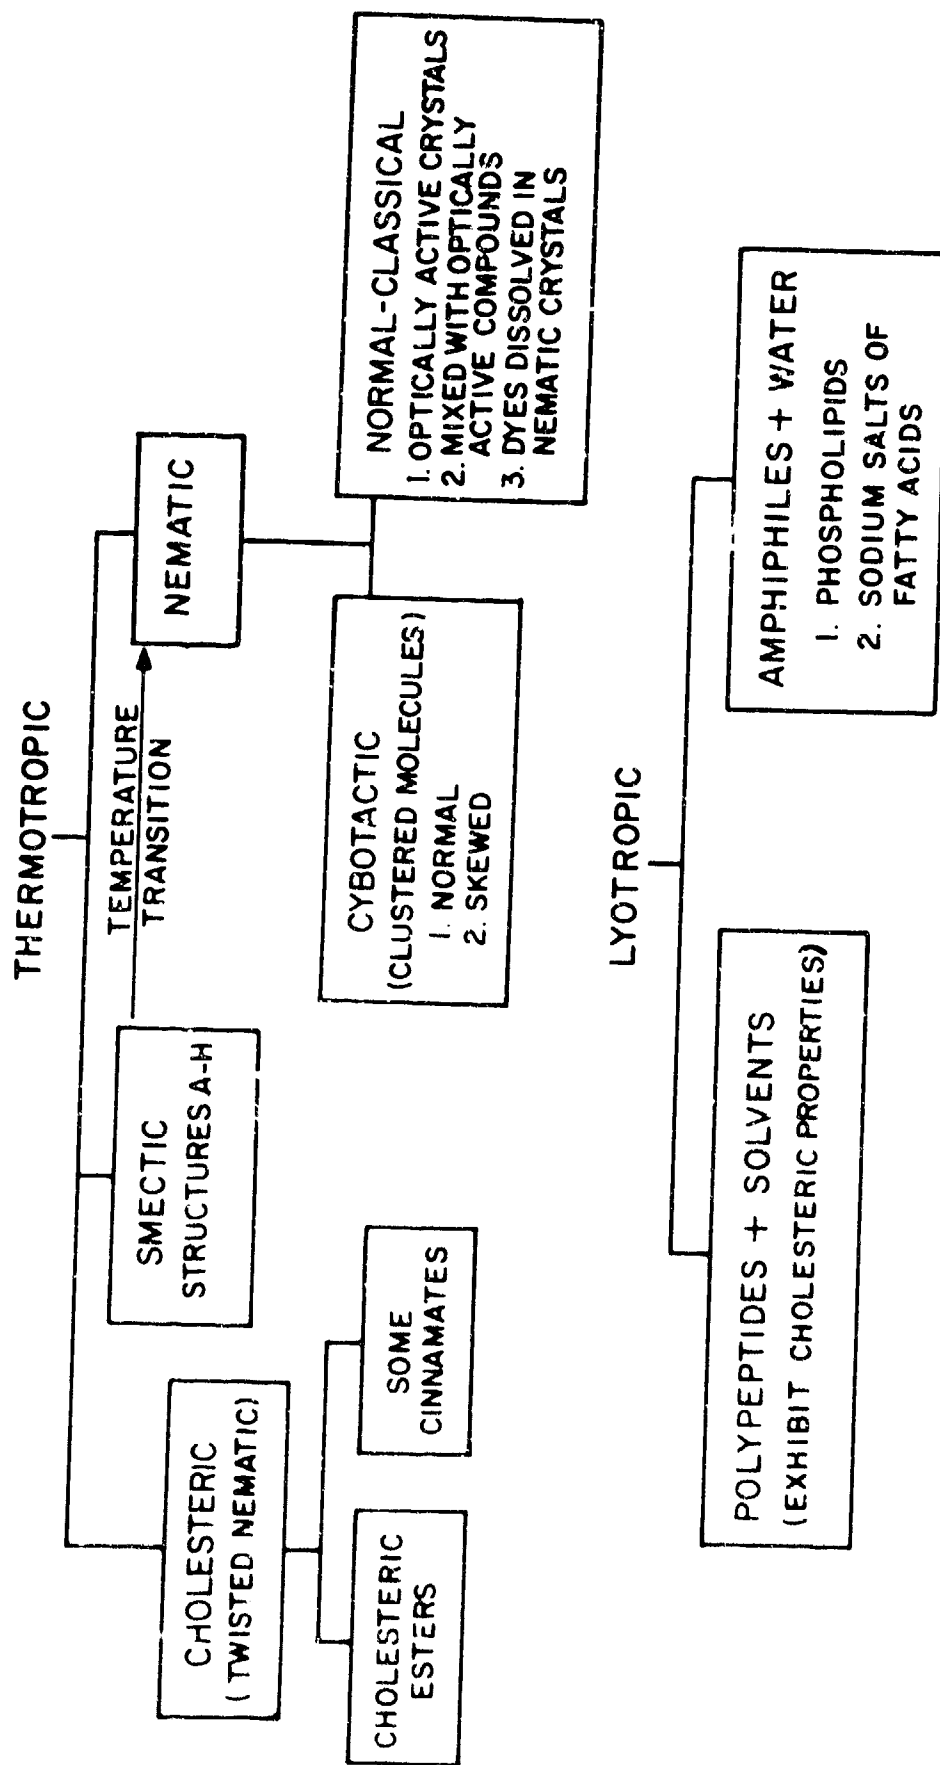 THERMOTROPIC
CHOLESTERIC
(TWISTED NEMATIC)
SMECTIC
STRUCTURES A-H
TEMPERATURE
TRANSITION
NEMATIC
CHOLESTERIC
ESTERS
SOME
CINNAMATES
CYBOTACTIC
(CLUSTERED MOLECULES)
1. NORMAL
2. SKEWED
NORMAL-CLASSICAL
1. OPTICALLY ACTIVE CRYSTALS
2. MIXED WITH OPTICALLY
ACTIVE COMPOUNDS
3. DYES DISSOLVED IN
NEMATIC CRYSTALS
LYOTROPIC
POLYPEPTIDES + SOLVENTS
(EXHIBIT CHOLESTERIC PROPERTIES)
AMPHIPHILES + WATER
1. PHOSPHOLIPIDS
2. SODIUM SALTS OF
FATTY ACIDS